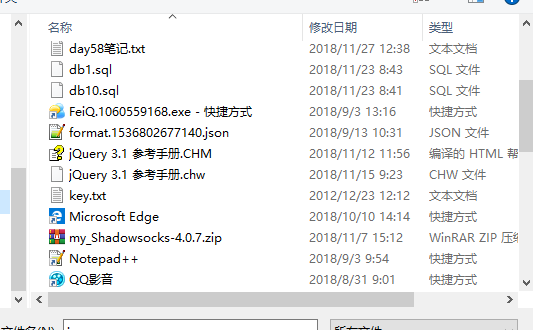 名称 修改日期 类型
day58笔记.txt 2018/11/27 12:38 文本文档
db1.sql 2018/11/23 8:43 SQL 文件
db10.sql 2018/11/23 8:41 SQL 文件
FeiQ.1060559168.exe - 快捷方式 2018/9/3 13:16 快捷方式
format.1536802677140.json 2018/9/13 10:31 JSON 文件
jQuery 3.1 参考手册.CHM 2018/11/12 11:56 编译的 HTML 帮
jQuery 3.1 参考手册.chw 2018/11/15 9:23 CHW 文件
key.txt 2012/12/23 12:12 文本文档
Microsoft Edge 2018/10/10 14:14 快捷方式
my_Shadowsocks-4.0.7.zip 2018/11/7 15:12 WinRAR ZIP 压缩
Notepad++ 2018/9/3 9:54 快捷方式
QQ影音 2018/8/31 9:01 快捷方式
文件名(N) 所有文件